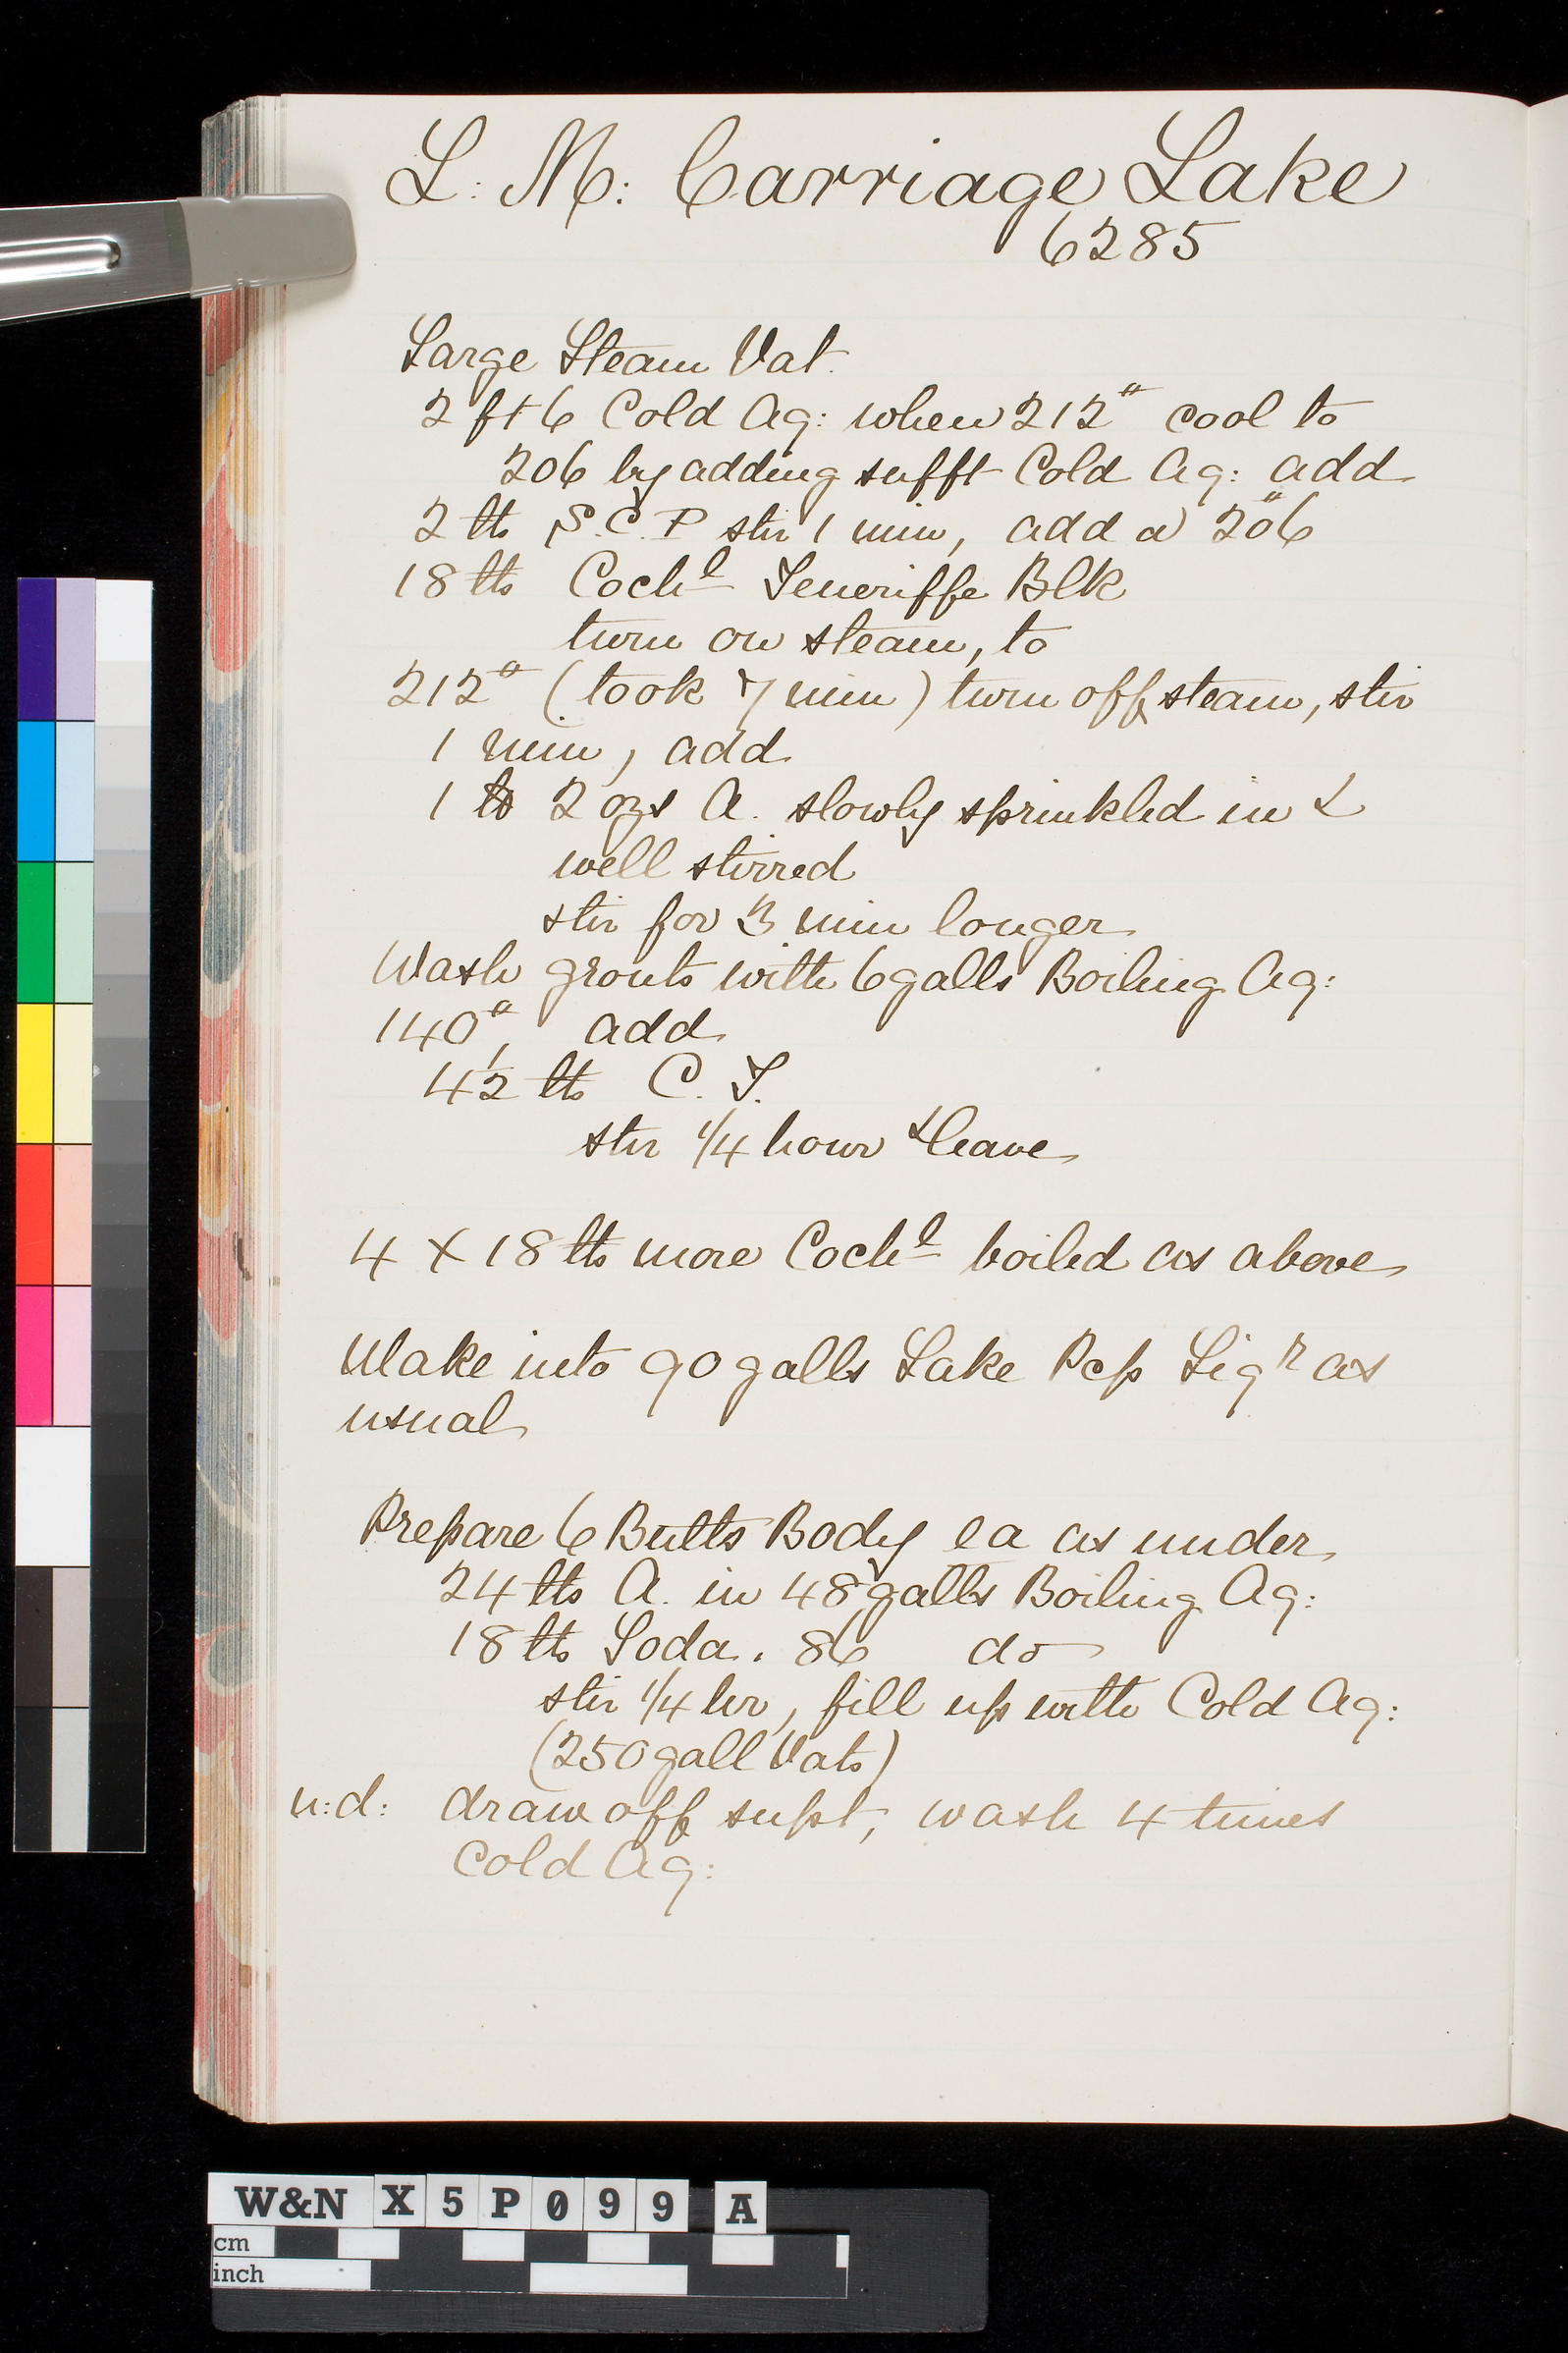 L: M: Carriage Lake
6285
Large Steam Vat.
2 ft 6 Cold Aq: when 212° cool to
206 by adding sufft Cold Aq: add
2 lbs S.C.P stir 1 min, add a 206°
18 lbs Cochl Teneriffe Blk
turn on steam, to
212° (took 7 min) turn off steam, stir
1 min, add
1 lb 2 ozs A. slowly sprinkled in &
well stirred
stir for 3 min longer
Wash grouts with 6 galls Boiling Aq:
140°, add
4 1/2 lbs C. T.
stir 1/4 hour & leave
4 X 18 lbs more Cochl boiled as above
Make into 90 galls Lake Pcp Liqr as
usual
Prepare 6 Butts Body ea as under
24 lbs A. in 48 galls Boiling Aq:
18 lbs Soda. 86 do
stir 1/4 hr, fill up with Cold Aq:
(250 gall Vats)
n:d: draw off supt, wash 4 times
Cold Aq:
W&N X 5 P 0 9 9 A
cm
inch